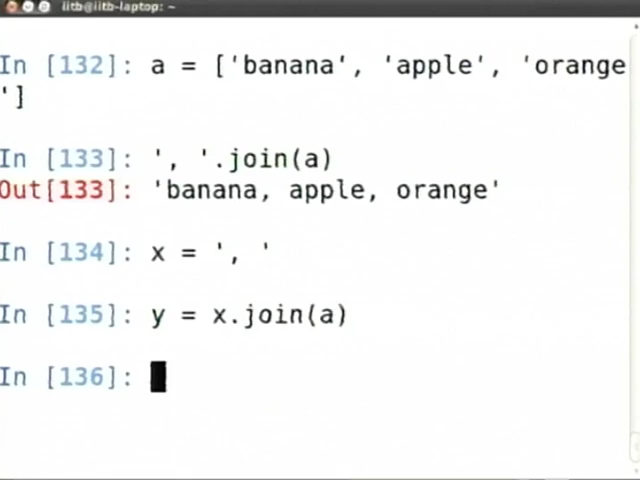 iitb@iitb-laptop: ~
In [132]: a = ['banana', 'apple', 'orange
']
In [133]: ', '.join(a)
Out[133]: 'banana, apple, orange'
In [134]: x = ', '
In [135]: y = x.join(a)
In [136]: